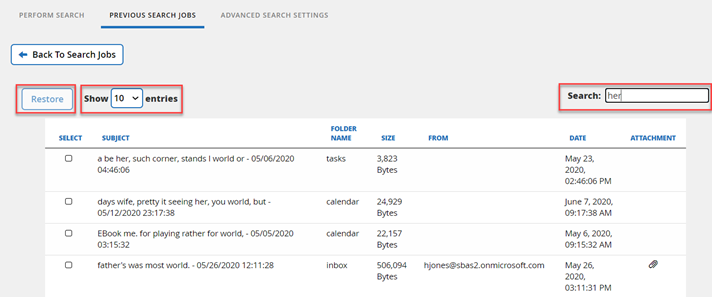 PERFORM SEARCH PREVIOUS SEARCH JOBS ADVANCED SEARCH SETTINGS
Back To Search Jobs
Restore Show 10 entries Search: her
SELECT SUBJECT FOLDER NAME SIZE FROM DATE ATTACHMENT
a be her, such corner, stands I world or - 05/06/2020 tasks 3,823 May 23,
04:46:06 Bytes 2020,
02:46:06 PM
days wife, pretty it seeing her, you world, but - calendar 24,929 June 7, 2020,
05/12/2020 23:17:38 Bytes 09:17:38 AM
EBook me. for playing rather for world, - 05/05/2020 calendar 22,157 May 6, 2020,
03:15:32 Bytes 09:15:32 AM
father's was most world. - 05/26/2020 12:11:28 inbox 506,094 hjones@sbas2.onmicrosoft.com May 26,
Bytes 2020,
03:11:31 PM